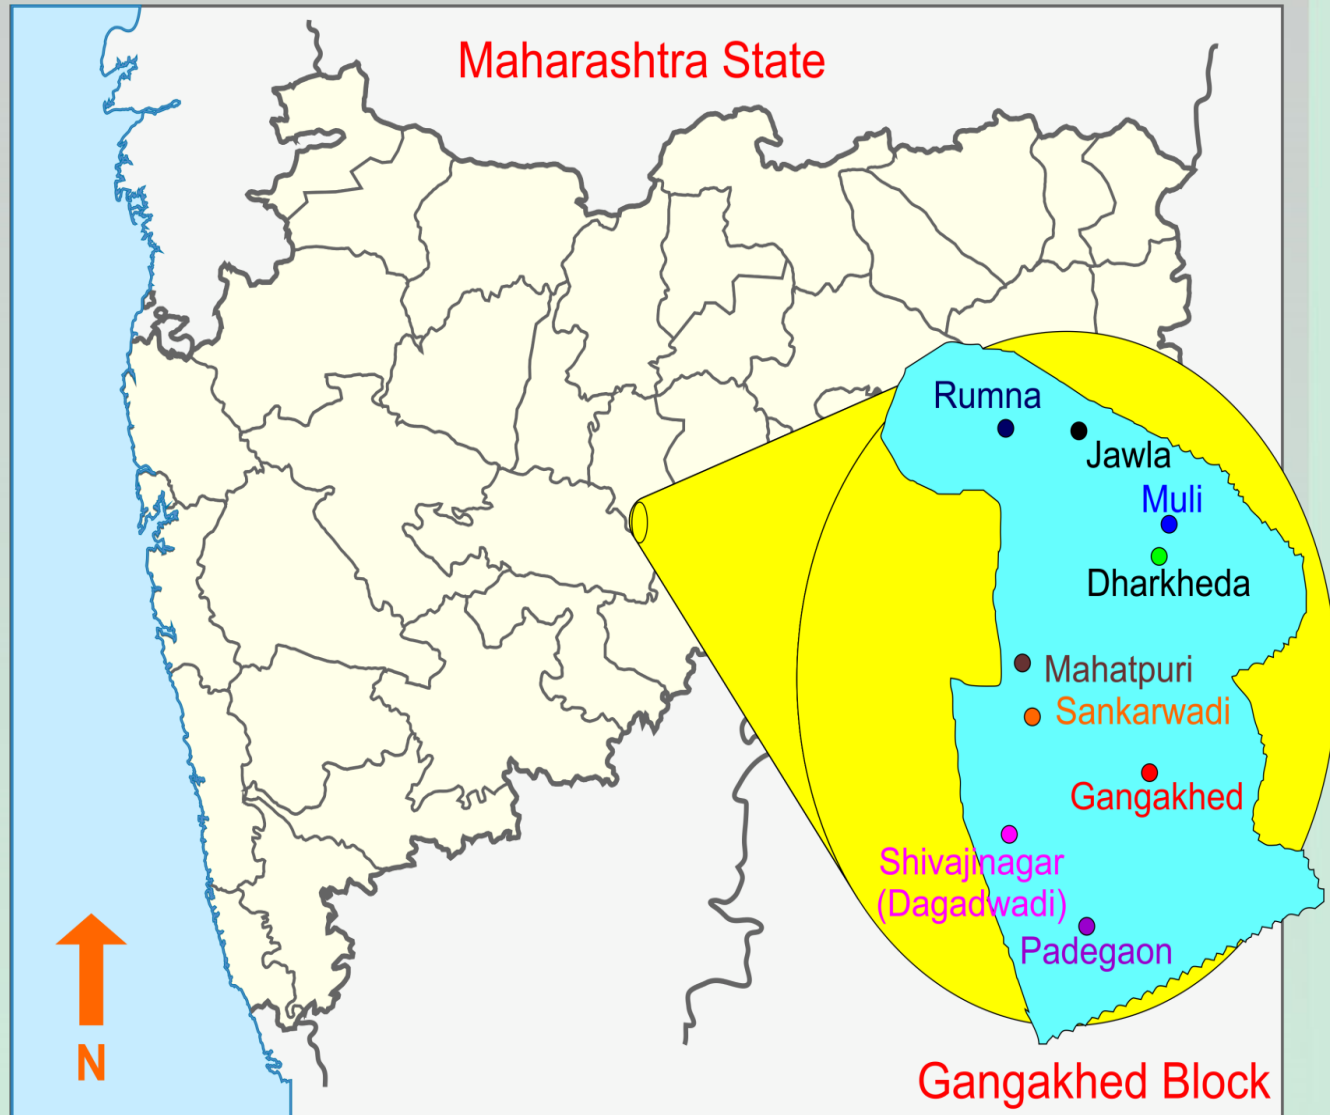 Maharashtra State
Rumna
Jawla
Muli
Dharkheda
Mahatpuri
Sankarwadi
Gangakhed
Shivajinagar
(Dagadwadi)
Padegaon
N
Gangakhed Block